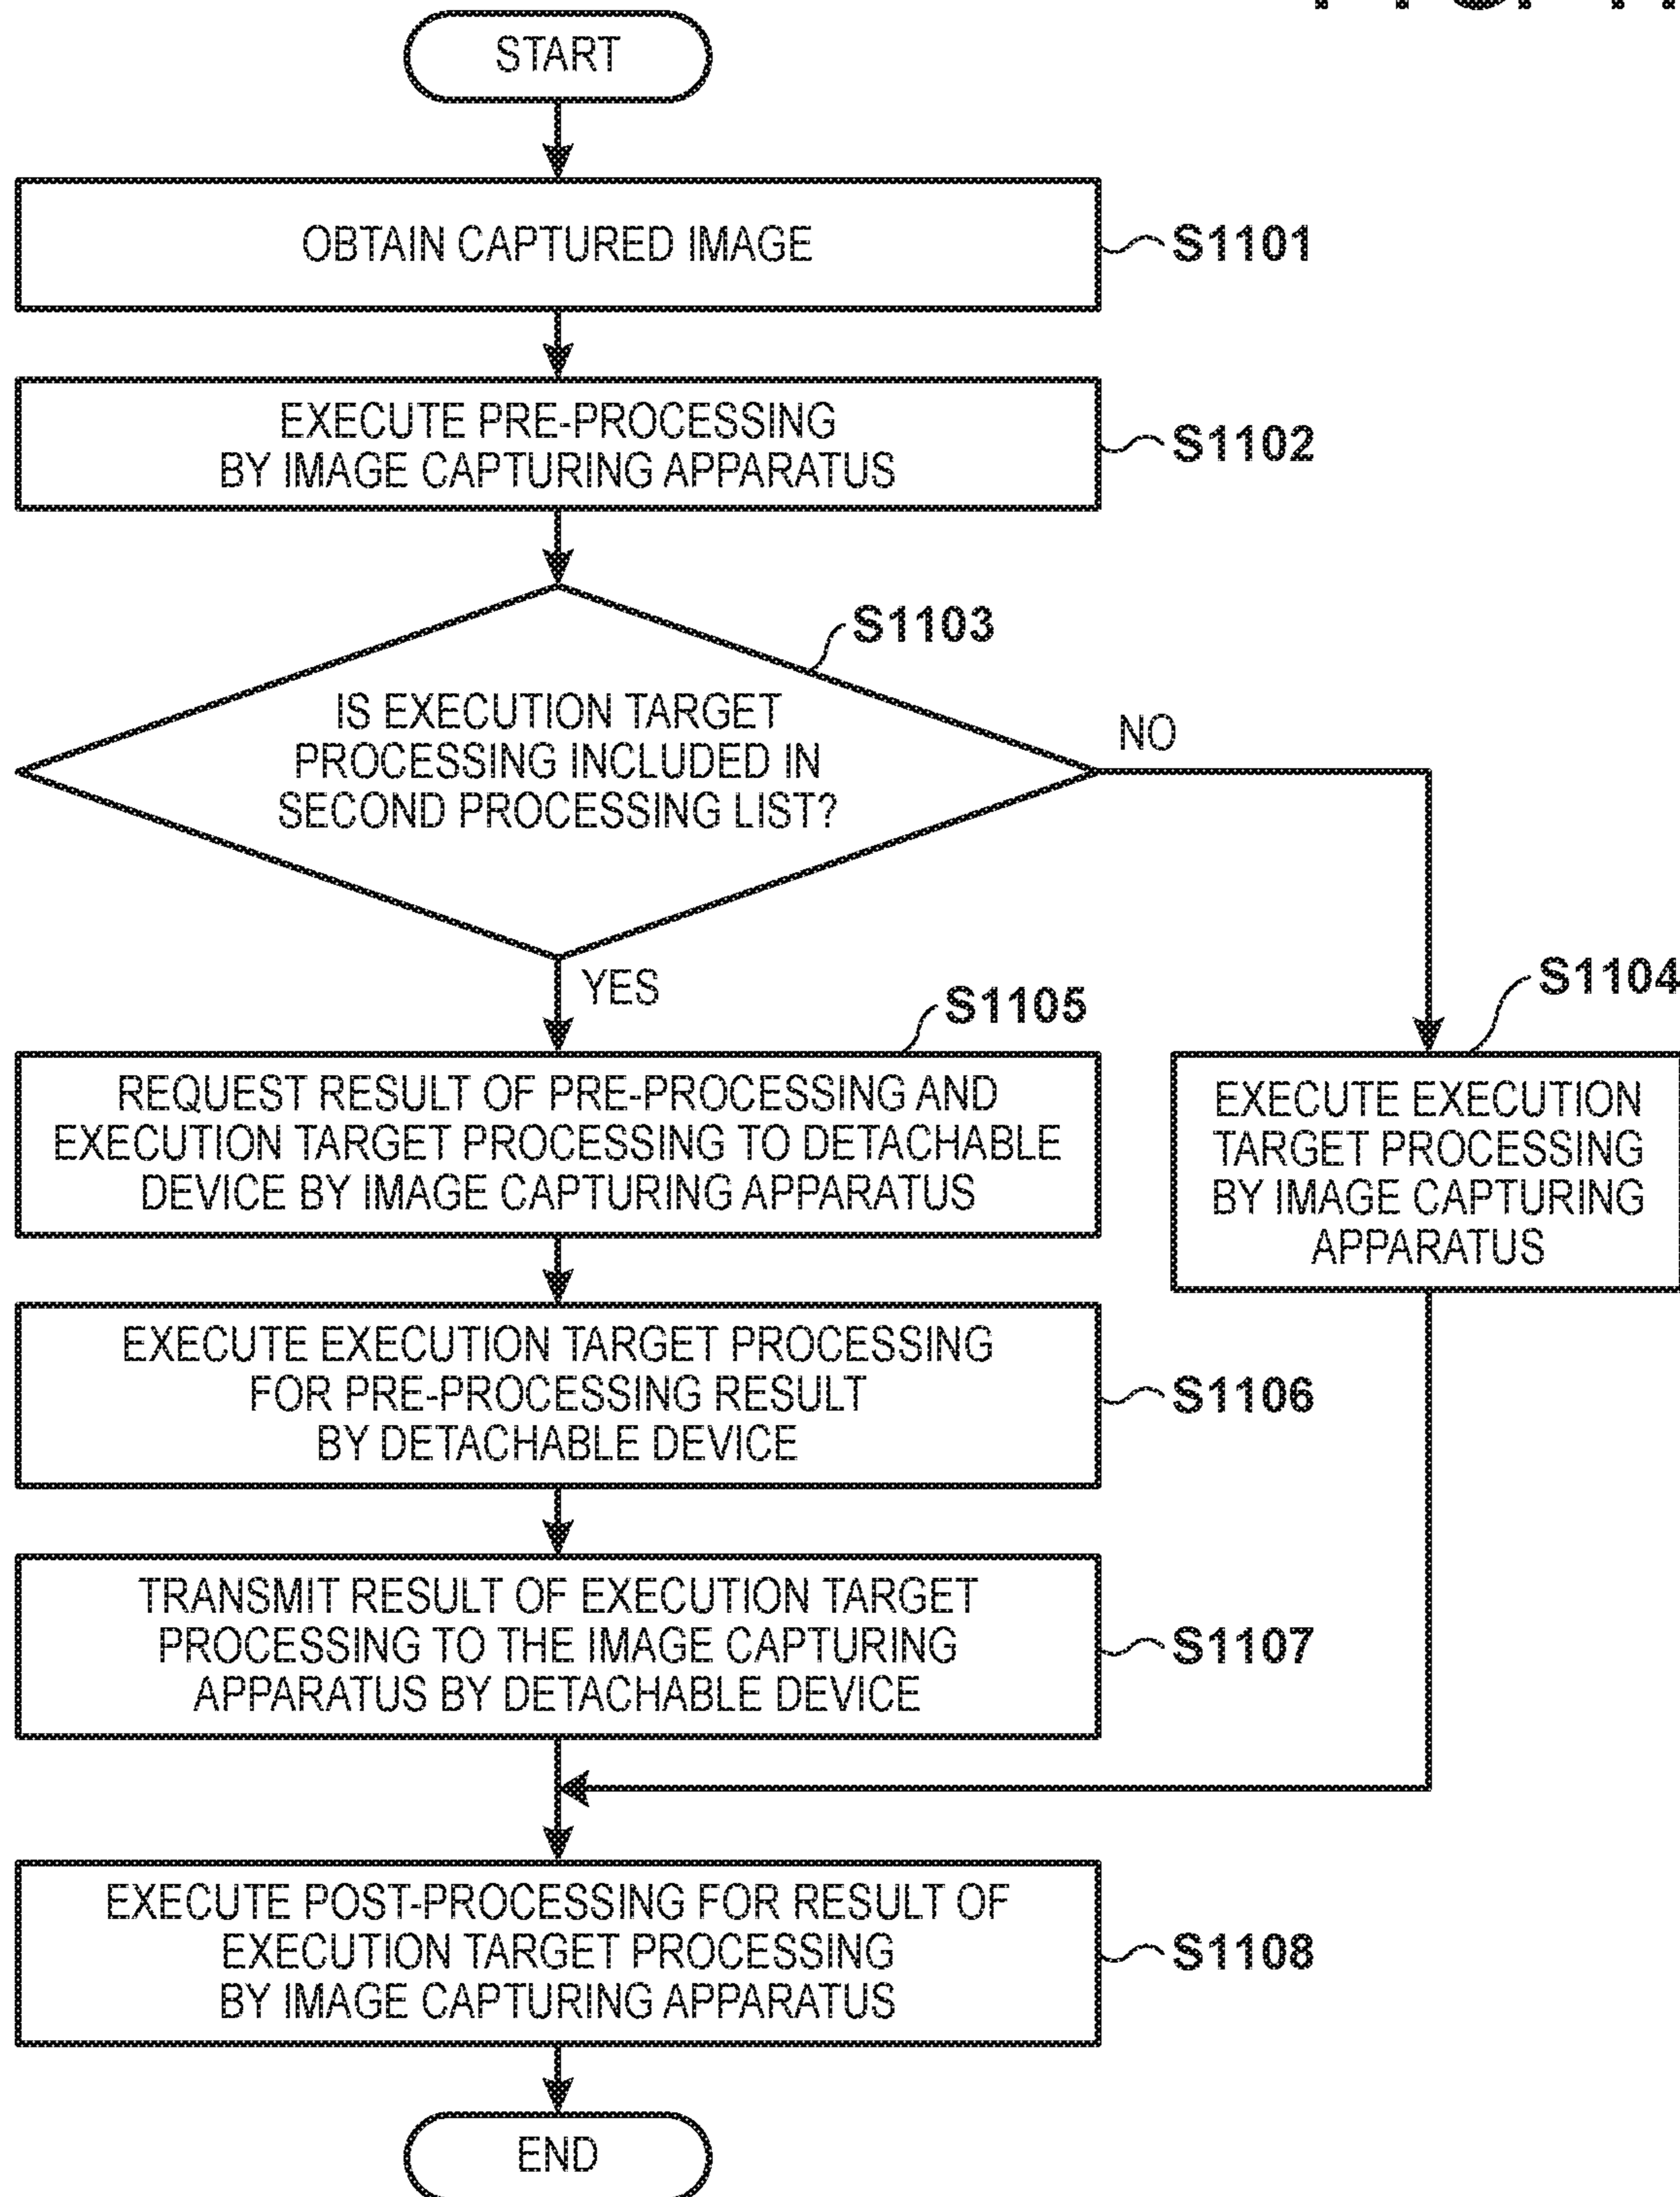 START
OBTAIN CAPTURED IMAGE
S1101
EXECUTE PRE-PROCESSING
BY IMAGE CAPTURING APPARATUS
S1102
S1103
IS EXECUTION TARGET
PROCESSING INCLUDED IN
SECOND PROCESSING LIST?
NO
YES
S1105
S1104
REQUEST RESULT OF PRE-PROCESSING AND
EXECUTION TARGET PROCESSING TO DETACHABLE
DEVICE BY IMAGE CAPTURING APPARATUS
EXECUTE EXECUTION
TARGET PROCESSING
BY IMAGE CAPTURING
APPARATUS
EXECUTE EXECUTION TARGET PROCESSING
FOR PRE-PROCESSING RESULT
BY DETACHABLE DEVICE
S1106
TRANSMIT RESULT OF EXECUTION TARGET
PROCESSING TO THE IMAGE CAPTURING
APPARATUS BY DETACHABLE DEVICE
S1107
EXECUTE POST-PROCESSING FOR RESULT OF
EXECUTION TARGET PROCESSING
BY IMAGE CAPTURING APPARATUS
S1108
END